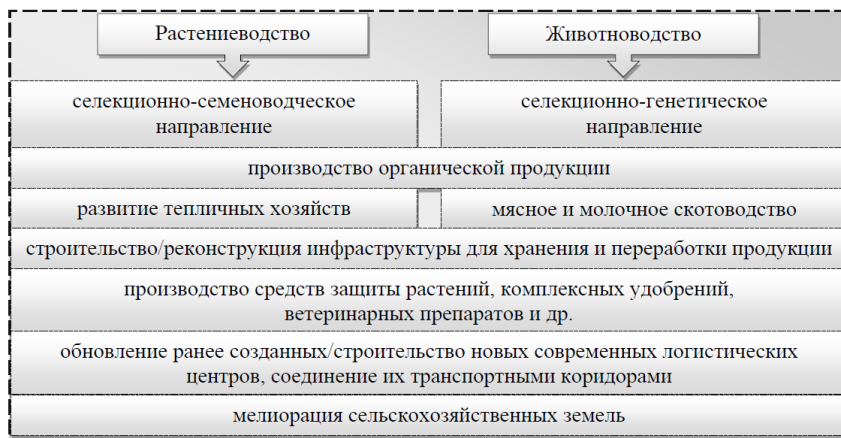 Растениеводство
Животноводство
селекционно-семеноводческое
направление
селекционно-генетическое
направление
производство органической продукции
развитие тепличных хозяйств
мясное и молочное скотоводство
строительство/реконструкция инфраструктуры для хранения и переработки продукции
производство средств защиты растений, комплексных удобрений,
ветеринарных препаратов и др.
обновление ранее созданных/строительство новых современных логистических
центров, соединение их транспортными коридорами
мелиорация сельскохозяйственных земель